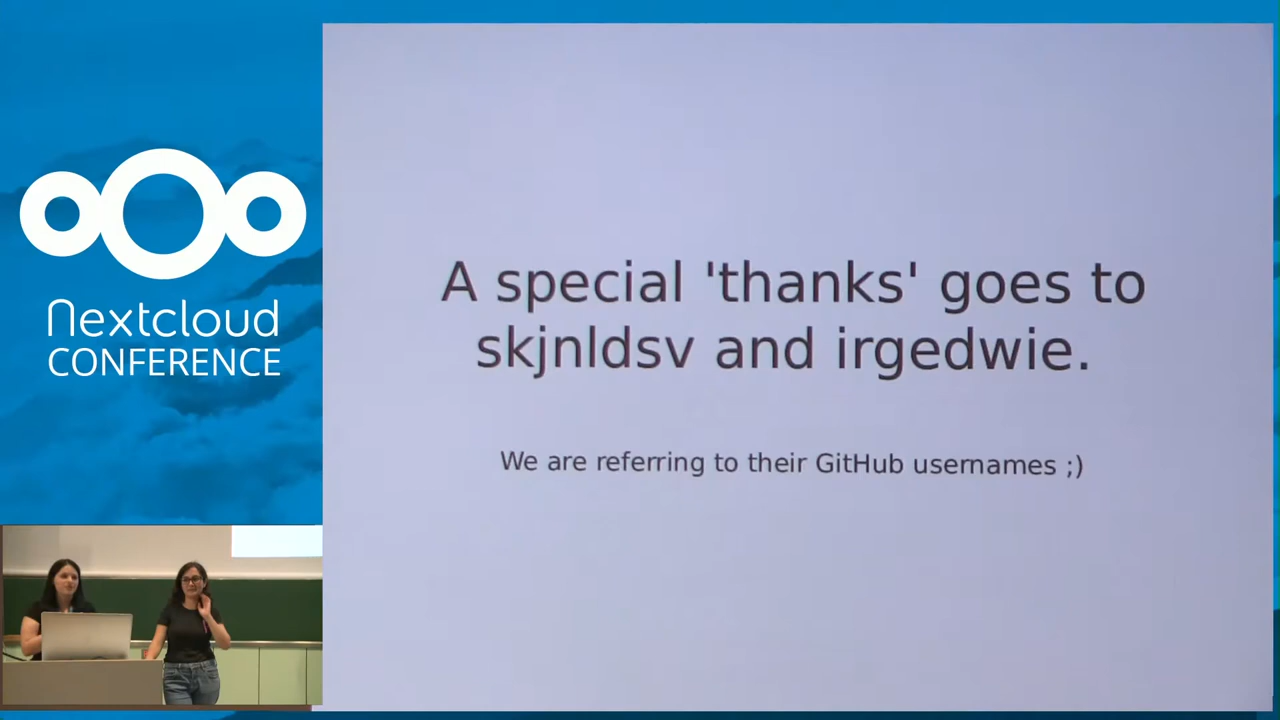 nextcloud
CONFERENCE
A special 'thanks' goes to
skjnldsv and irgedwie.
We are referring to their GitHub usernames ;)